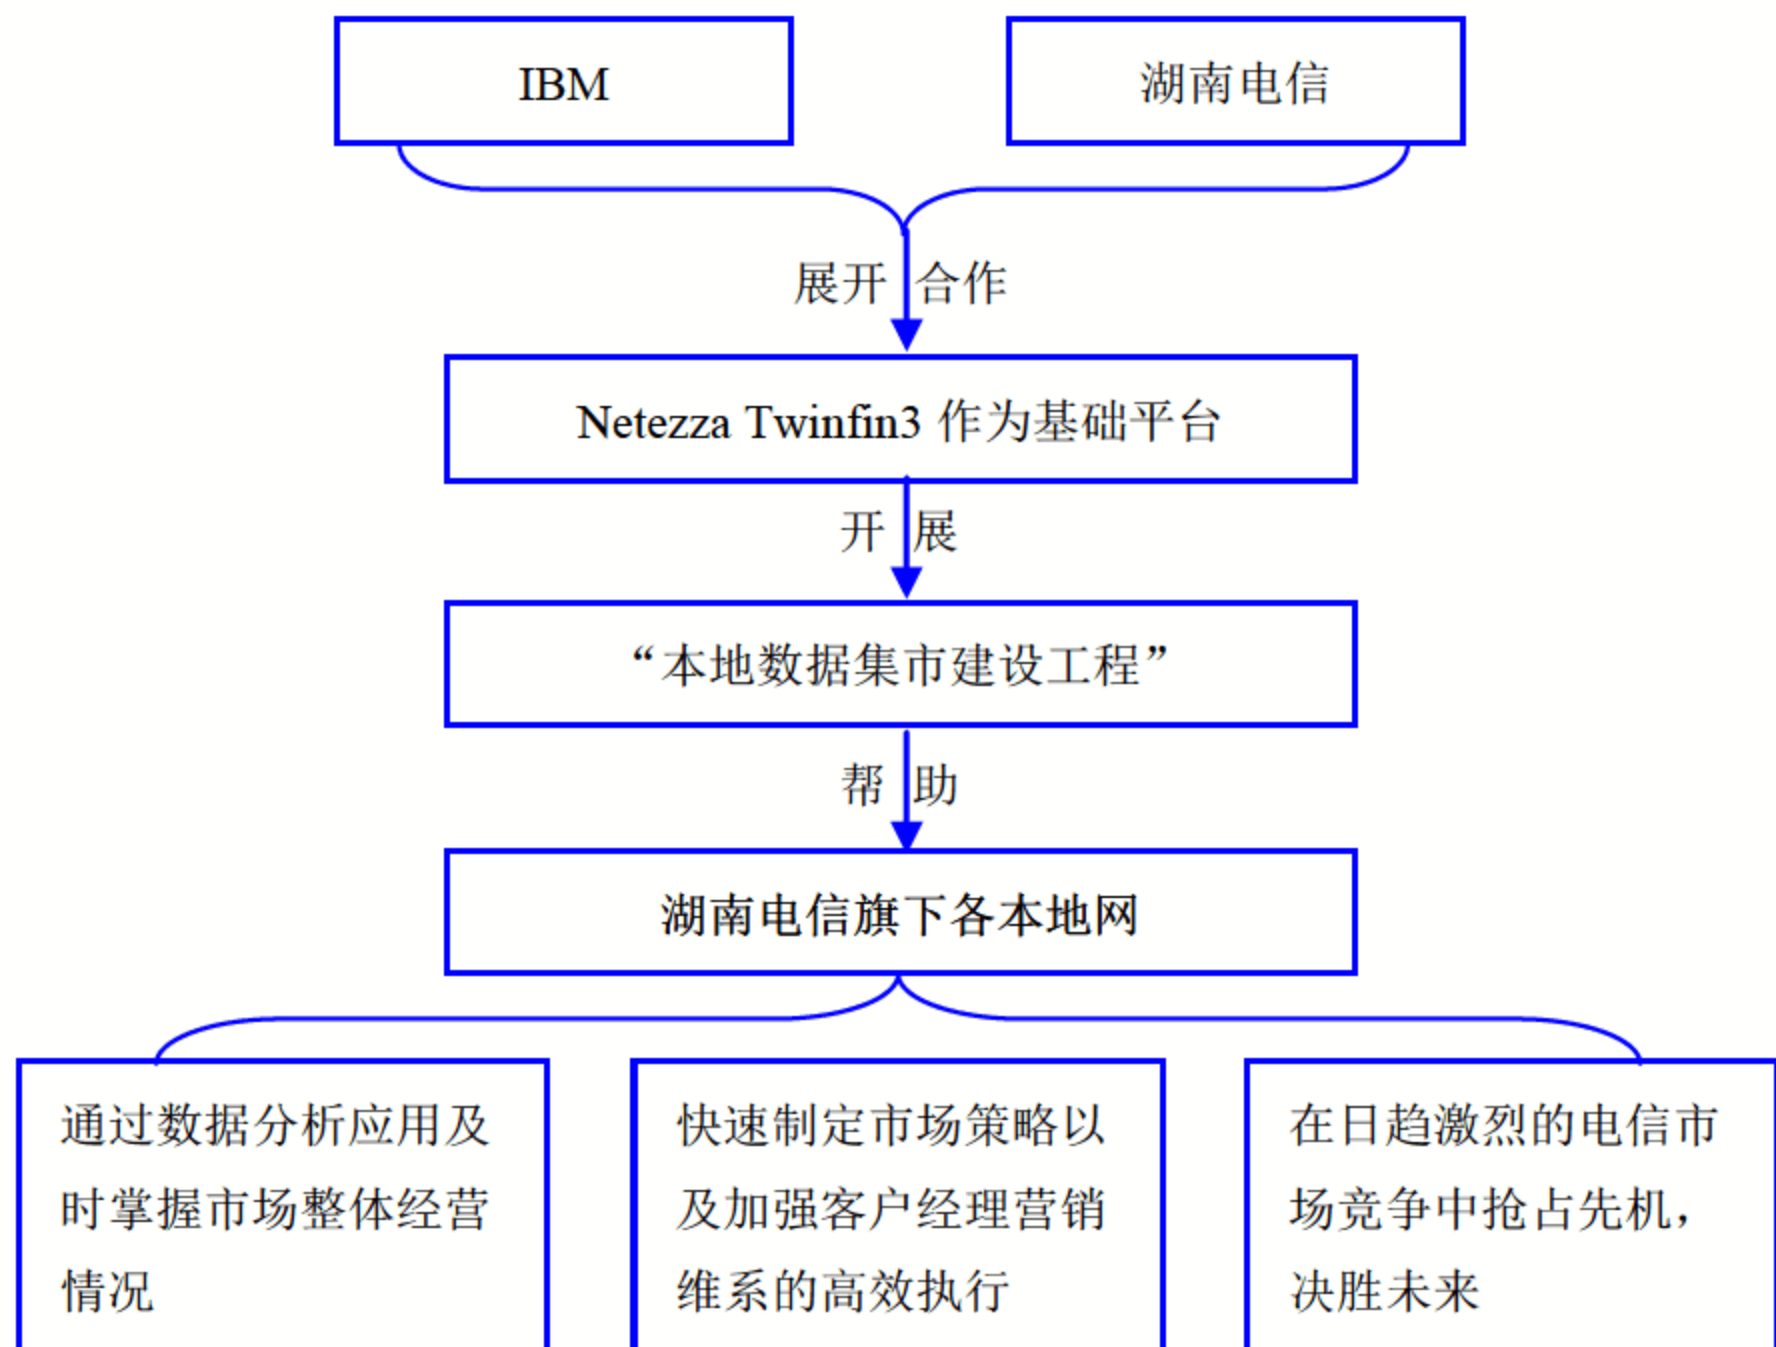 IBM
湖南电信
展开 合作
Netezza Twinfin3 作为基础平台
开 展
“本地数据集市建设工程”
帮 助
湖南电信旗下各本地网
通过数据分析应用及
时掌握市场整体经营
情况
快速制定市场策略以
及加强客户经理营销
维系的高效执行
在日趋激烈的电信市
场竞争中抢占先机，
决胜未来